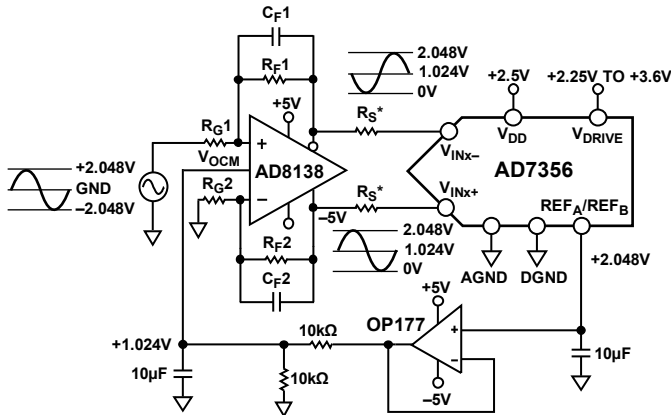 C_F1
R_F1
+5V
R_G1
V_OCM
R_G2
+
−
AD8138
–5V
R_F2
C_F2
+2.048V
GND
–2.048V
2.048V
1.024V
0V
R_S*
R_S*
2.048V
1.024V
0V
+2.5V
+2.25V TO +3.6V
V_DD
V_DRIVE
V_INx–
AD7356
V_INx+
REF_A/REF_B
AGND
DGND
+2.048V
+5V
OP177
+
−
–5V
10kΩ
10kΩ
+1.024V
10µF
10µF